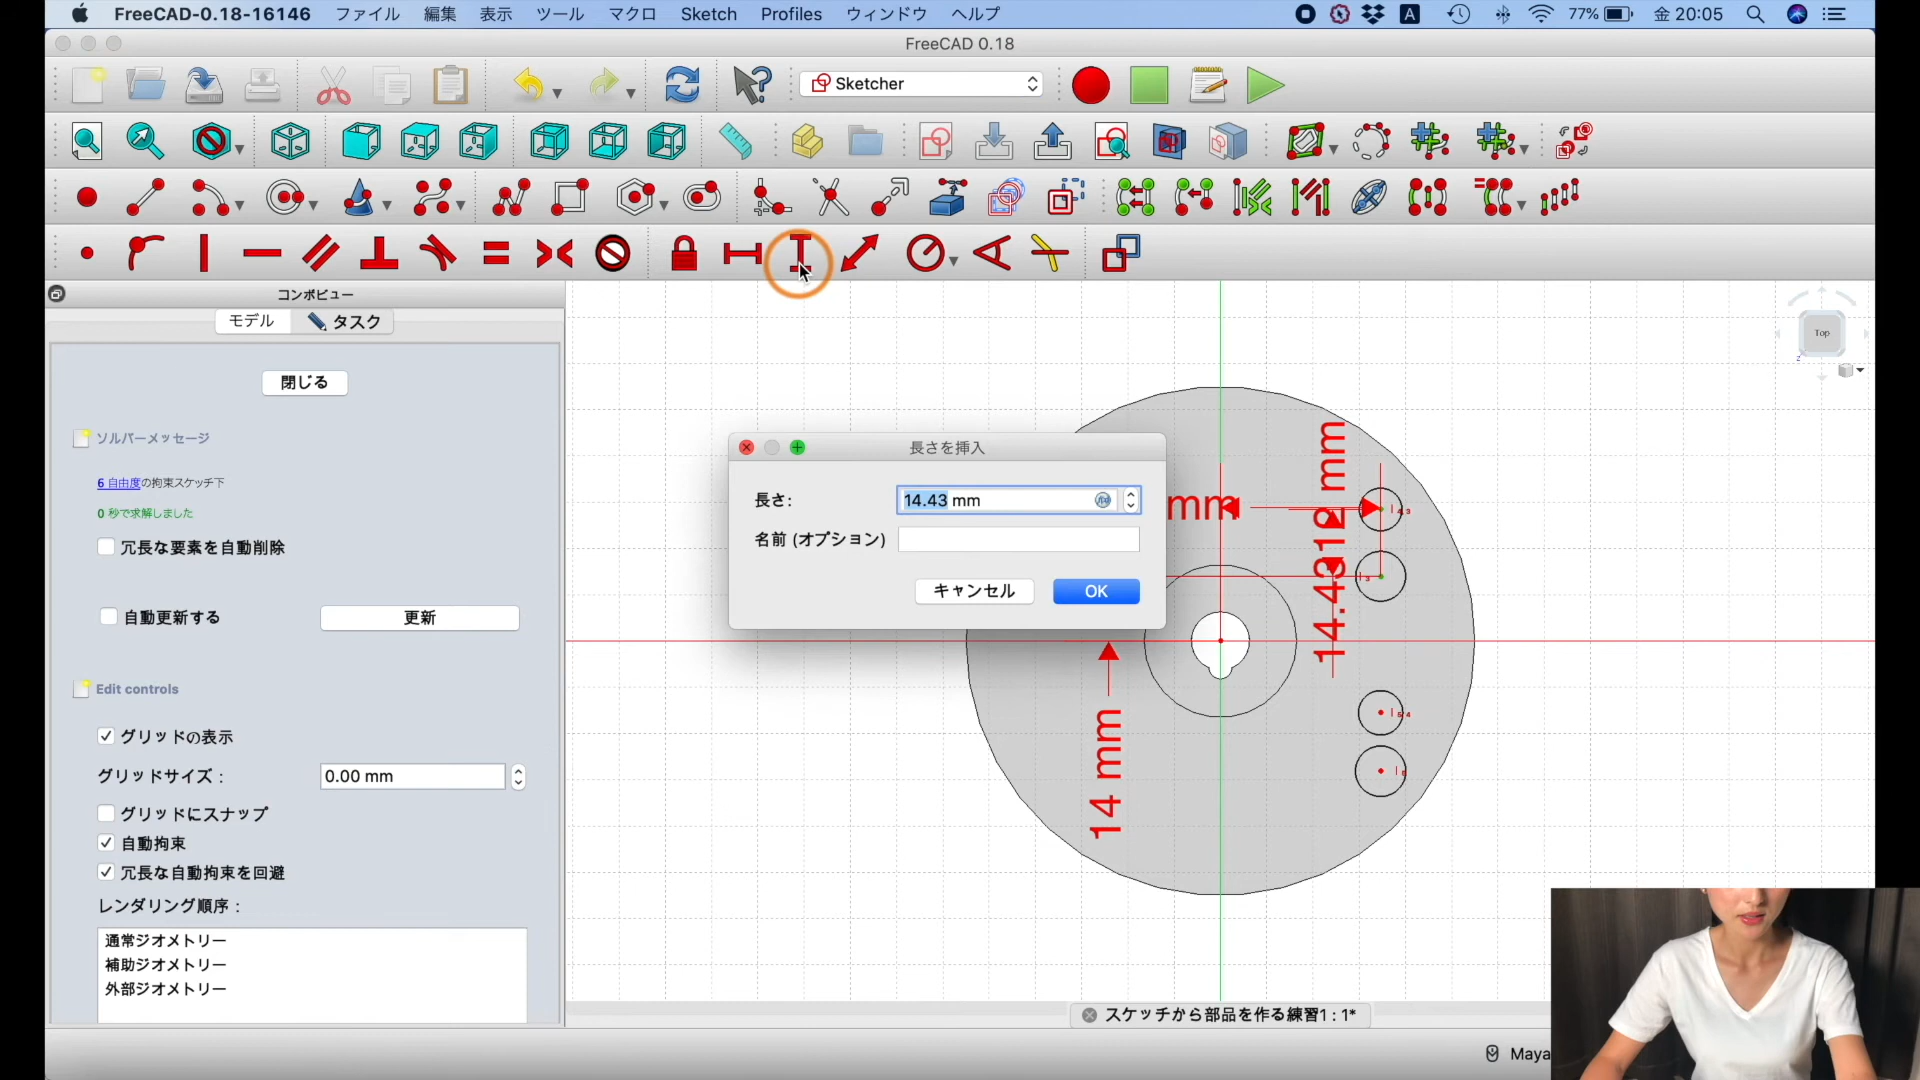 FreeCAD-0.18-16146 ファイル 編集 表示 ツール マクロ Sketch Profiles ウィンドウ ヘルプ A 77% 金 20:05
FreeCAD 0.18
Sketcher
コンボビュー
モデル タスク
閉じる
ソルバーメッセージ
6 自由度の拘束スケッチ下
0 秒で求解しました
冗長な要素を自動削除
自動更新する 更新
Edit controls
グリッドの表示
グリッドサイズ : 0.00 mm
グリッドにスナップ
自動拘束
冗長な自動拘束を回避
レンダリング順序 :
通常ジオメトリー
補助ジオメトリー
外部ジオメトリー
長さを挿入
長さ: 14.43 mm
名前 (オプション)
キャンセル OK
mm
14.4312 mm
14 mm
Top
スケッチから部品を作る練習1 : 1*
Maya